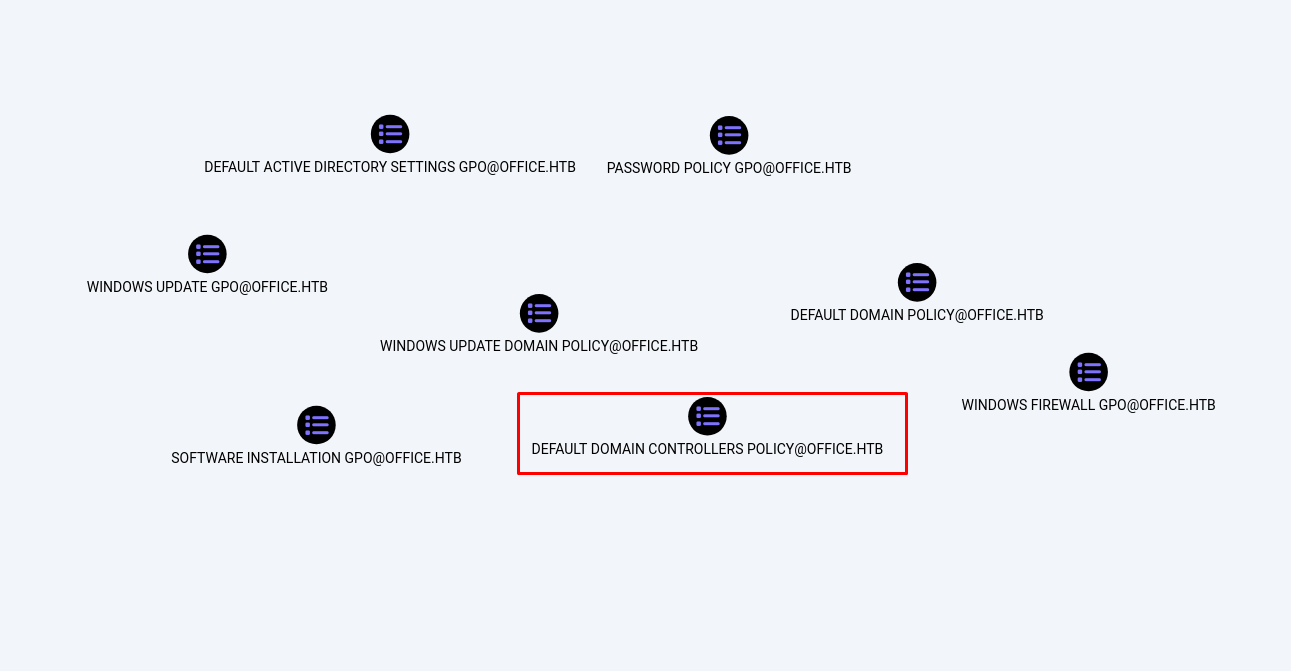 DEFAULT ACTIVE DIRECTORY SETTINGS GPO@OFFICE.HTB
PASSWORD POLICY GPO@OFFICE.HTB
WINDOWS UPDATE GPO@OFFICE.HTB
DEFAULT DOMAIN POLICY@OFFICE.HTB
WINDOWS UPDATE DOMAIN POLICY@OFFICE.HTB
WINDOWS FIREWALL GPO@OFFICE.HTB
SOFTWARE INSTALLATION GPO@OFFICE.HTB
DEFAULT DOMAIN CONTROLLERS POLICY@OFFICE.HTB